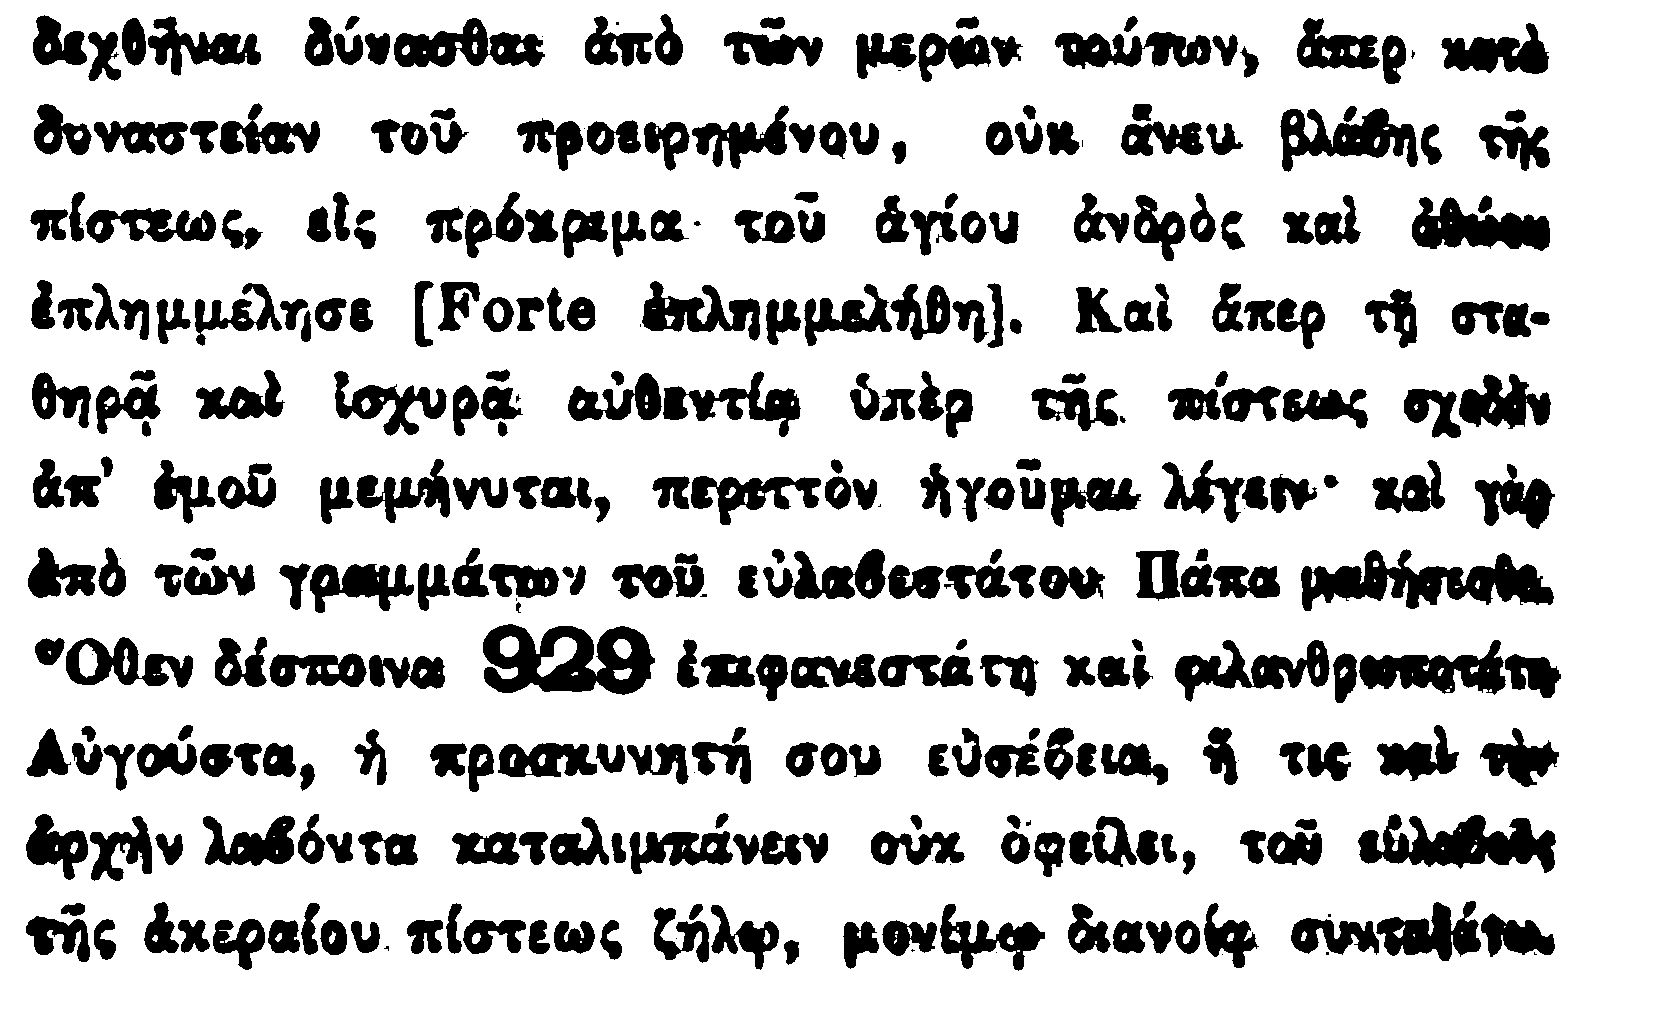 δεχθῆναι δύνασθαι ἀπὸ τῶν μερῶν τούτων, ἅπερ κατὰ
δυναστείαν τοῦ προειρημένου, οὐκ ἄνευ βλάβης τῆς
πίστεως, εἰς πρόκριμα τοῦ ἁγίου ἀνδρὸς καὶ ἀθώου
ἐπλημμέλησε [Forte ἐπλημμελήθη]. Καὶ ἅπερ τῇ στα-
θηρᾷ καὶ ἰσχυρᾷ αὐθεντίᾳ ὑπὲρ τῆς πίστεως σχεδὸν
ἀπ' ἐμοῦ μεμήνυται, περιττὸν ἡγοῦμαι λέγειν· καὶ γὰρ
ἀπὸ τῶν γραμμάτων τοῦ εὐλαβεστάτου Πάπα μαθήσεσθε.
Ὅθεν δέσποινα 929 ἐπιφανεστάτη καὶ φιλανθρωποτάτη
Αὐγούστα, ἡ προσκυνητή σου εὐσέβεια, ἥ τις καὶ τὴν
ἀρχὴν λαβόντα καταλιμπάνειν οὐκ ὀφείλει, τοῦ εὐλαβοῦς
τῆς ἀκεραίου πίστεως ζήλῳ, μονίμῳ διανοίᾳ